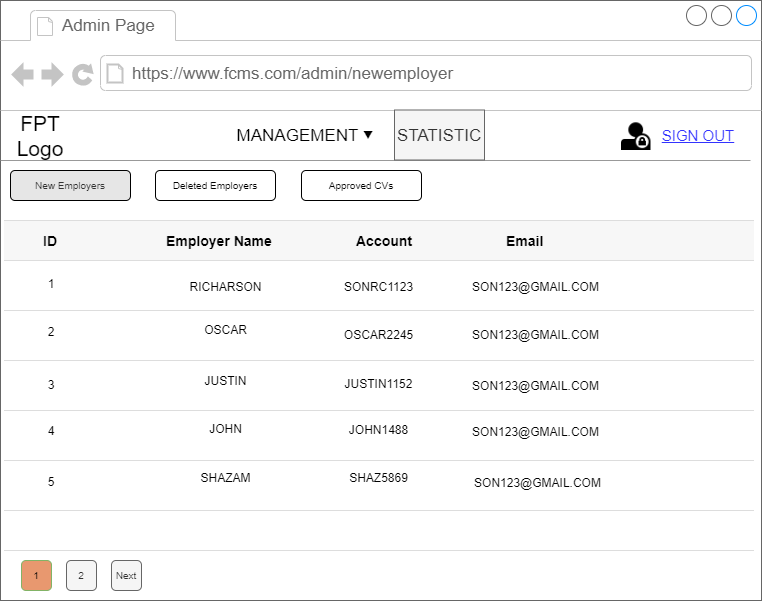 Admin Page
https://www.fcms.com/admin/newemployer
FPT
Logo
MANAGEMENT ▼
STATISTIC
SIGN OUT
New Employers
Deleted Employers
Approved CVs
ID Employer Name Account Email
1 RICHARSON SONRC1123 SON123@GMAIL.COM
2 OSCAR OSCAR2245 SON123@GMAIL.COM
3 JUSTIN JUSTIN1152 SON123@GMAIL.COM
4 JOHN JOHN1488 SON123@GMAIL.COM
5 SHAZAM SHAZ5869 SON123@GMAIL.COM
1 2 Next